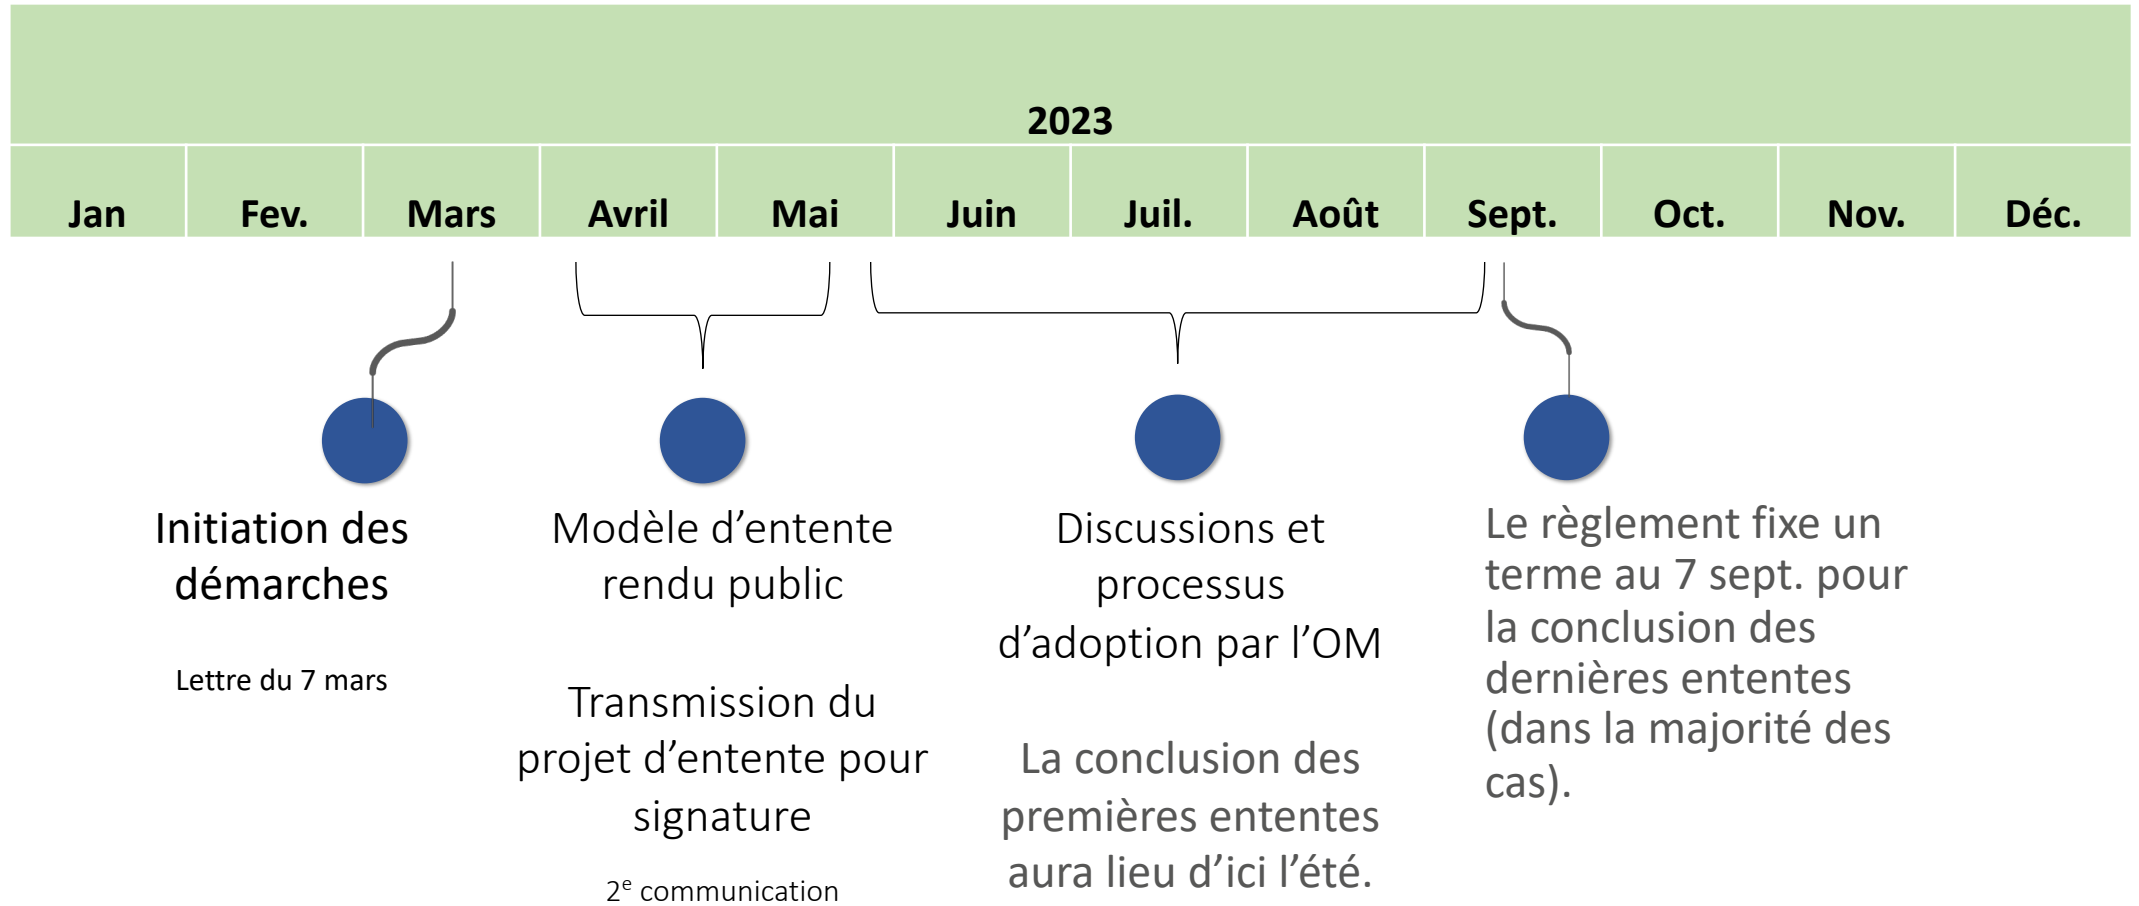 2023
Jan Fev. Mars Avril Mai Juin Juil. Août Sept. Oct. Nov. Déc.
Initiation des
démarches
Lettre du 7 mars
Modèle d’entente
rendu public
Transmission du
projet d’entente pour
signature
2e communication
Discussions et
processus
d’adoption par l’OM
La conclusion des
premières ententes
aura lieu d’ici l’été.
Le règlement fixe un
terme au 7 sept. pour
la conclusion des
dernières ententes
(dans la majorité des
cas).